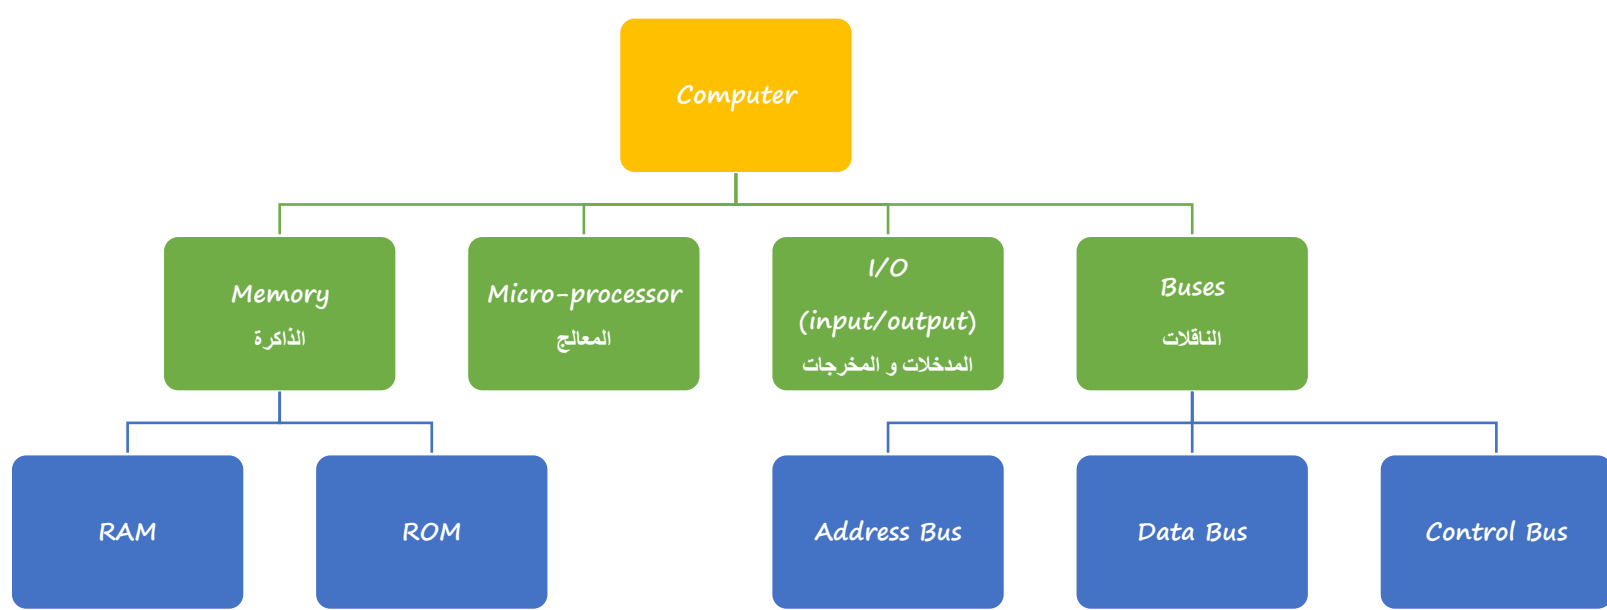 Computer
Memory
الذاكرة
Micro-processor
المعالج
I/O
(input/output)
المدخلات و المخرجات
Buses
الناقلات
RAM
ROM
Address Bus
Data Bus
Control Bus